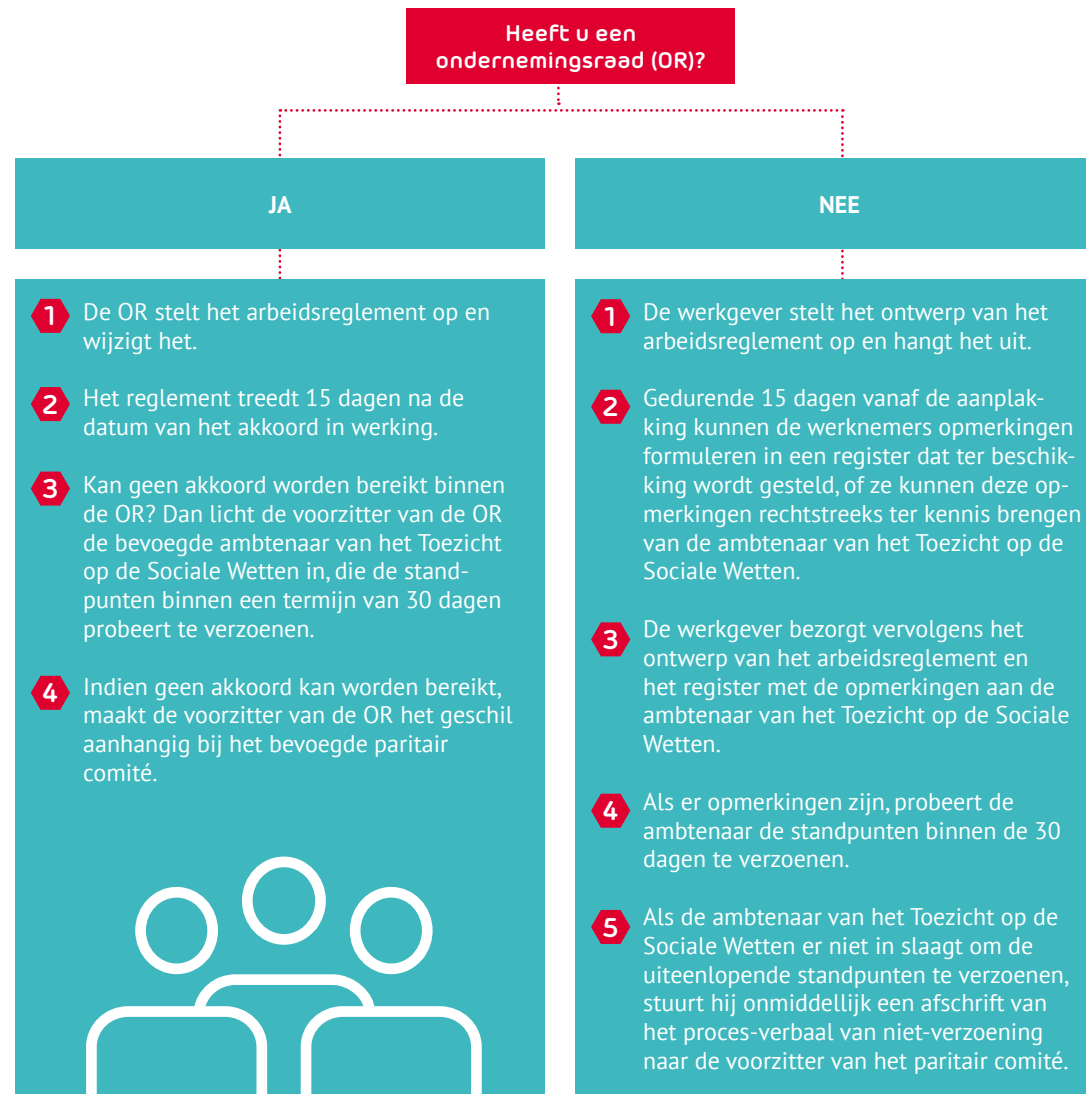 Heeft u een
ondernemingsraad (OR)?
JA
1 De OR stelt het arbeidsreglement op en
wijzigt het.
2 Het reglement treedt 15 dagen na de
datum van het akkoord in werking.
3 Kan geen akkoord worden bereikt binnen
de OR? Dan licht de voorzitter van de OR
de bevoegde ambtenaar van het Toezicht
op de Sociale Wetten in, die de stand-
punten binnen een termijn van 30 dagen
probeert te verzoenen.
4 Indien geen akkoord kan worden bereikt,
maakt de voorzitter van de OR het geschil
aanhangig bij het bevoegde paritair
comité.
NEE
1 De werkgever stelt het ontwerp van het
arbeidsreglement op en hangt het uit.
2 Gedurende 15 dagen vanaf de aanplak-
king kunnen de werknemers opmerkingen
formuleren in een register dat ter beschik-
king wordt gesteld, of ze kunnen deze op-
merkingen rechtstreeks ter kennis brengen
van de ambtenaar van het Toezicht op de
Sociale Wetten.
3 De werkgever bezorgt vervolgens het
ontwerp van het arbeidsreglement en
het register met de opmerkingen aan de
ambtenaar van het Toezicht op de Sociale
Wetten.
4 Als er opmerkingen zijn, probeert de
ambtenaar de standpunten binnen de 30
dagen te verzoenen.
5 Als de ambtenaar van het Toezicht op de
Sociale Wetten er niet in slaagt om de
uiteenlopende standpunten te verzoenen,
stuurt hij onmiddellijk een afschrift van
het proces-verbaal van niet-verzoening
naar de voorzitter van het paritair comité.